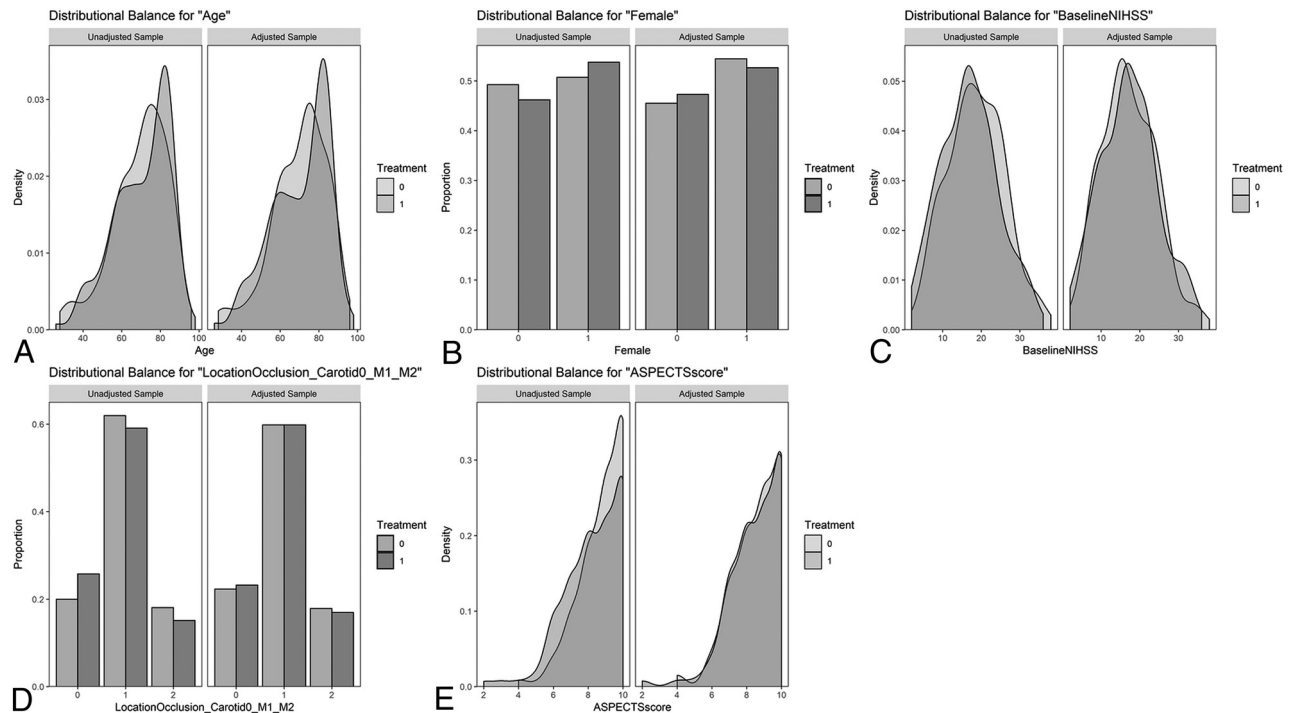 Distributional Balance for "Age"
Unadjusted Sample
Adjusted Sample
Density
0.03
0.02
0.01
0.00
40
60
80
100
40
60
80
100
Age
Treatment
0
1
A
Distributional Balance for "Female"
Unadjusted Sample
Adjusted Sample
Proportion
0.5
0.4
0.3
0.2
0.1
0.0
0
1
0
1
Female
Treatment
0
1
B
Distributional Balance for "BaselineNIHSS"
Unadjusted Sample
Adjusted Sample
Density
0.05
0.04
0.03
0.02
0.01
0.00
10
20
30
10
20
30
BaselineNIHSS
Treatment
0
1
C
Distributional Balance for "LocationOcclusion_Carotid0_M1_M2"
Unadjusted Sample
Adjusted Sample
Proportion
0.6
0.4
0.2
0.0
0
1
2
0
1
2
LocationOcclusion_Carotid0_M1_M2
Treatment
0
1
D
Distributional Balance for "ASPECTSscore"
Unadjusted Sample
Adjusted Sample
Density
0.3
0.2
0.1
0.0
2
4
6
8
10
2
4
6
8
10
ASPECTSscore
Treatment
0
1
E